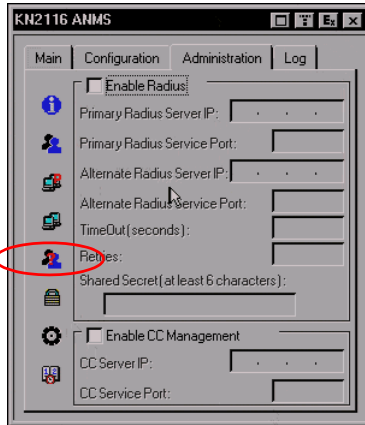 KN2116 ANMS
Main Configuration Administration Log
Enable Radius
Primary Radius Server IP:
Primary Radius Service Port:
Alternate Radius Server IP:
Alternate Radius Service Port:
TimeOut(seconds):
Retries:
Shared Secret(at least 6 characters):
Enable CC Management
CC Server IP:
CC Service Port: